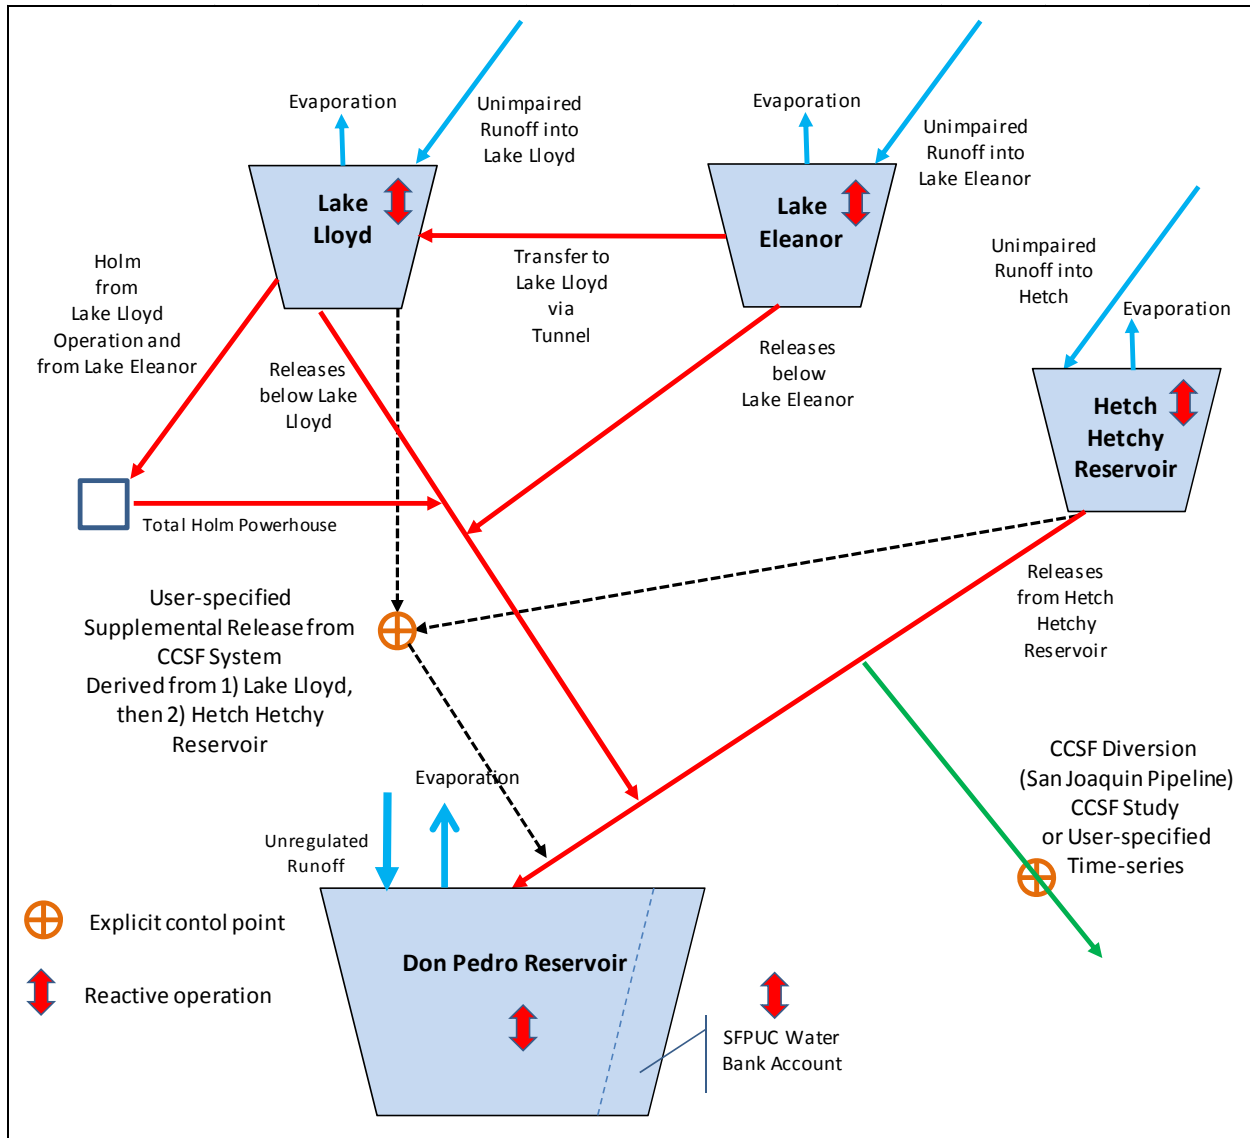 Evaporation
Unimpaired
Runoff into
Lake Lloyd
Evaporation
Unimpaired
Runoff into
Lake Eleanor
Lake
Lloyd
Lake
Eleanor
Unimpaired
Runoff into
Hetch
Evaporation
Holm
from
Lake Lloyd
Operation and
from Lake Eleanor
Transfer to
Lake Lloyd
via
Tunnel
Releases
below Lake
Lloyd
Releases
below
Lake Eleanor
Hetch
Hetchy
Reservoir
Total Holm Powerhouse
User-specified
Supplemental Release from
CCSF System
Derived from 1) Lake Lloyd,
then 2) Hetch Hetchy
Reservoir
Releases
from Hetch
Hetchy
Reservoir
CCSF Diversion
(San Joaquin Pipeline)
CCSF Study
or User-specified
Time-series
Evaporation
Unregulated
Runoff
Explicit contol point
Reactive operation
Don Pedro Reservoir
SFPUC Water
Bank Account